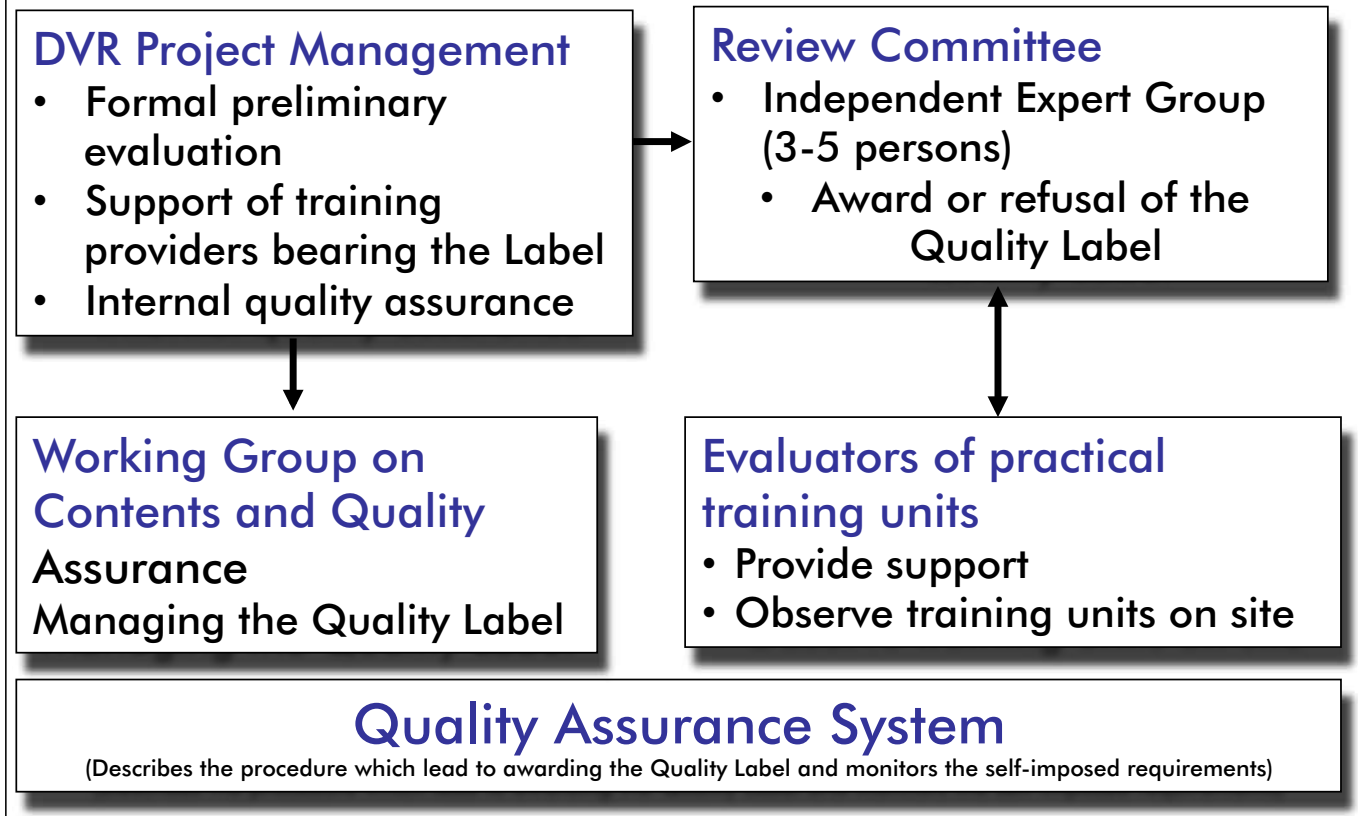 DVR Project Management
• Formal preliminary
evaluation
• Support of training
providers bearing the Label
• Internal quality assurance
Review Committee
• Independent Expert Group
(3-5 persons)
• Award or refusal of the
Quality Label
Working Group on
Contents and Quality
Assurance
Managing the Quality Label
Evaluators of practical
training units
• Provide support
• Observe training units on site
Quality Assurance System
(Describes the procedure which lead to awarding the Quality Label and monitors the self-imposed requirements)